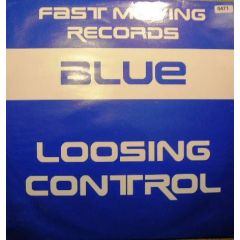 FAST MOVING
RECORDS
BLUE
LOOSING
CONTROL